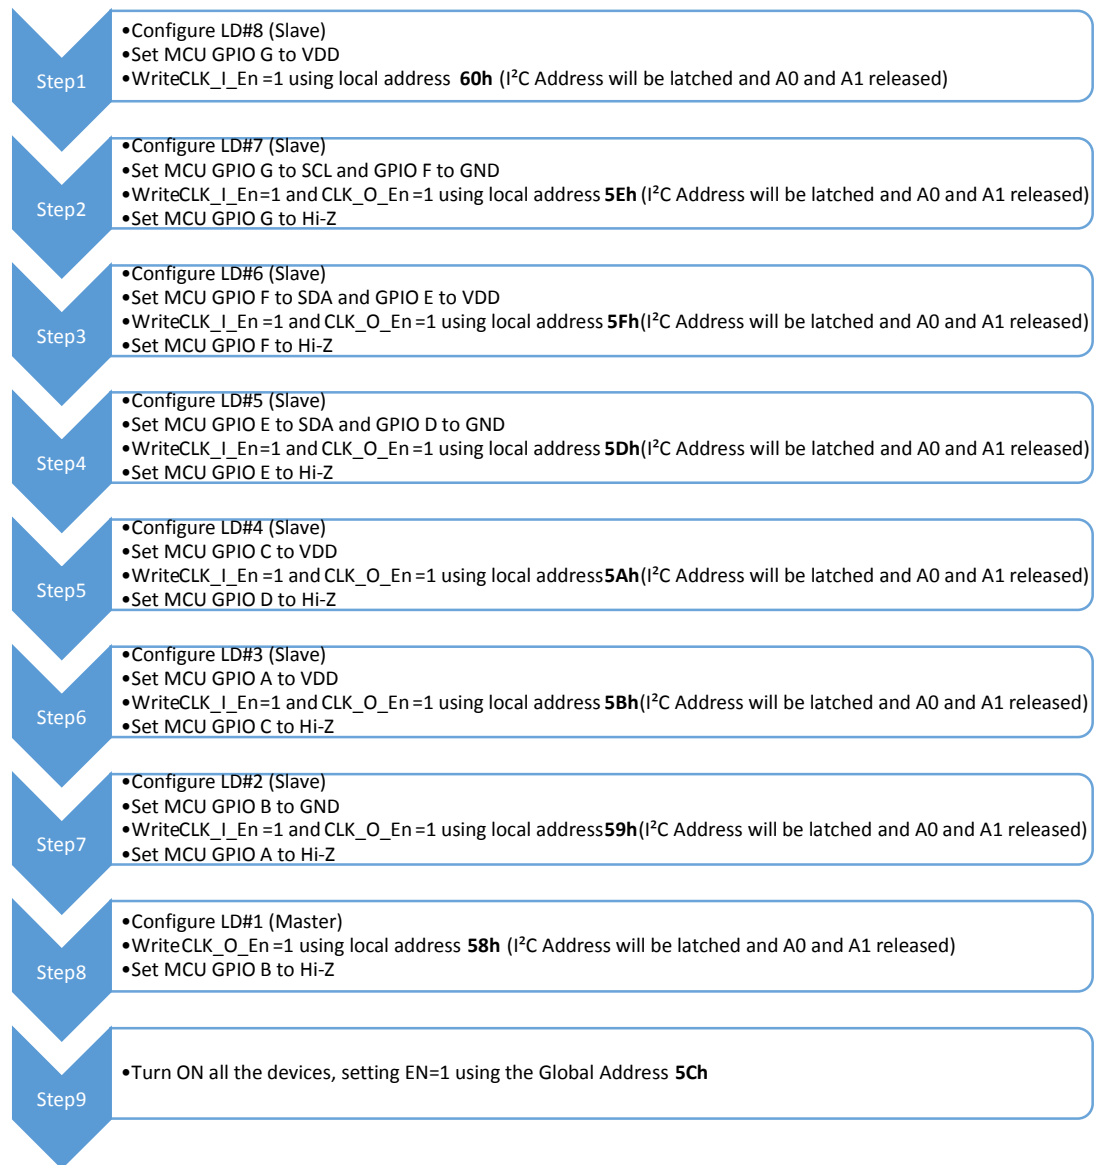 Step1
•Configure LD#8 (Slave)
•Set MCU GPIO G to VDD
•WriteCLK_I_En =1 using local address 60h (I²C Address will be latched and A0 and A1 released)
Step2
•Configure LD#7 (Slave)
•Set MCU GPIO G to SCL and GPIO F to GND
•WriteCLK_I_En=1 and CLK_O_En =1 using local address 5Eh (I²C Address will be latched and A0 and A1 released)
•Set MCU GPIO G to Hi-Z
Step3
•Configure LD#6 (Slave)
•Set MCU GPIO F to SDA and GPIO E to VDD
•WriteCLK_I_En =1 and CLK_O_En =1 using local address 5Fh(I²C Address will be latched and A0 and A1 released)
•Set MCU GPIO F to Hi-Z
Step4
•Configure LD#5 (Slave)
•Set MCU GPIO E to SDA and GPIO D to GND
•WriteCLK_I_En=1 and CLK_O_En =1 using local address 5Dh(I²C Address will be latched and A0 and A1 released)
•Set MCU GPIO E to Hi-Z
Step5
•Configure LD#4 (Slave)
•Set MCU GPIO C to VDD
•WriteCLK_I_En =1 and CLK_O_En =1 using local address5Ah(I²C Address will be latched and A0 and A1 released)
•Set MCU GPIO D to Hi-Z
Step6
•Configure LD#3 (Slave)
•Set MCU GPIO A to VDD
•WriteCLK_I_En=1 and CLK_O_En =1 using local address 5Bh(I²C Address will be latched and A0 and A1 released)
•Set MCU GPIO C to Hi-Z
Step7
•Configure LD#2 (Slave)
•Set MCU GPIO B to GND
•WriteCLK_I_En =1 and CLK_O_En =1 using local address59h(I²C Address will be latched and A0 and A1 released)
•Set MCU GPIO A to Hi-Z
Step8
•Configure LD#1 (Master)
•WriteCLK_O_En =1 using local address 58h (I²C Address will be latched and A0 and A1 released)
•Set MCU GPIO B to Hi-Z
Step9
•Turn ON all the devices, setting EN=1 using the Global Address 5Ch